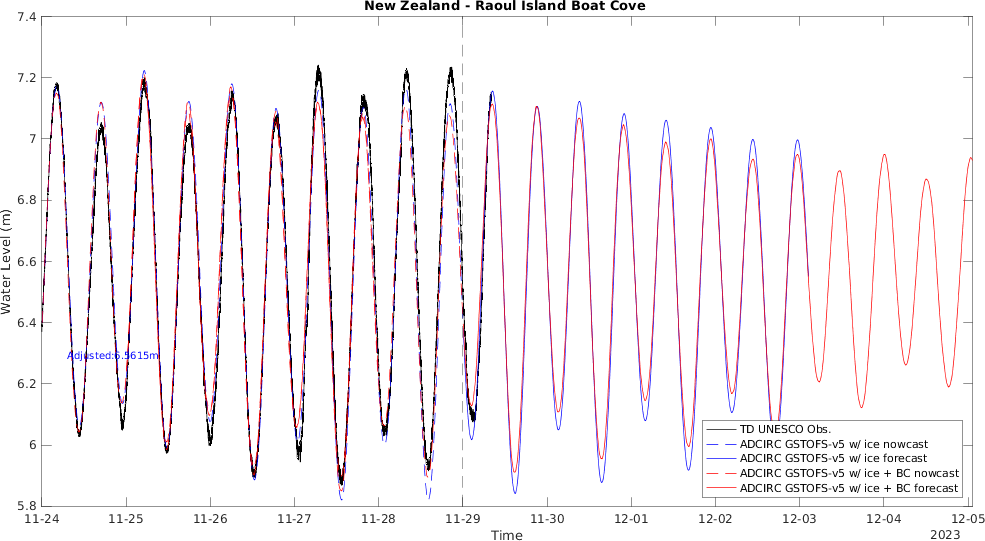 New Zealand - Raoul Island Boat Cove
7.4
7.2
7
6.8
6.6
6.4
6.2
6
5.8
Water Level (m)
Adjusted:6.5615m
TD UNESCO Obs.
ADCIRC GSTOFS-v5 w/ ice nowcast
ADCIRC GSTOFS-v5 w/ ice forecast
ADCIRC GSTOFS-v5 w/ ice + BC nowcast
ADCIRC GSTOFS-v5 w/ ice + BC forecast
11-24 11-25 11-26 11-27 11-28 11-29 11-30 12-01 12-02 12-03 12-04 12-05
Time
2023